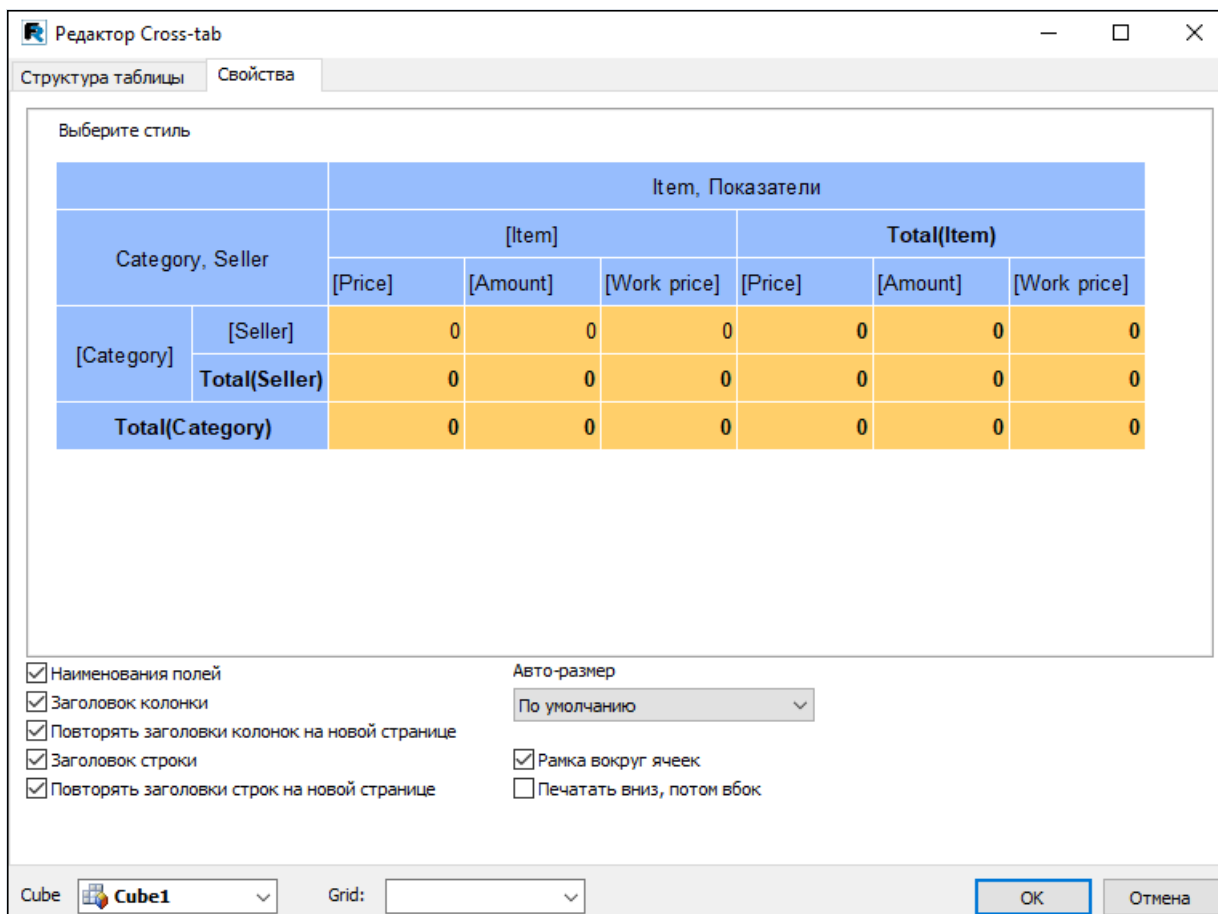 Редактор Cross-tab
Структура таблицы Свойства
Выберите стиль
Item, Показатели
Category, Seller [Item] Total(Item)
[Price] [Amount] [Work price] [Price] [Amount] [Work price]
[Category] [Seller] 0 0 0 0 0 0
Total(Seller) 0 0 0 0 0 0
Total(Category) 0 0 0 0 0 0
Наименования полей Авто-размер
Заголовок колонки По умолчанию
Повторять заголовки колонок на новой странице
Заголовок строки Рамка вокруг ячеек
Повторять заголовки строк на новой странице Печатать вниз, потом вбок
Cube Cube1 Grid: OK Отмена